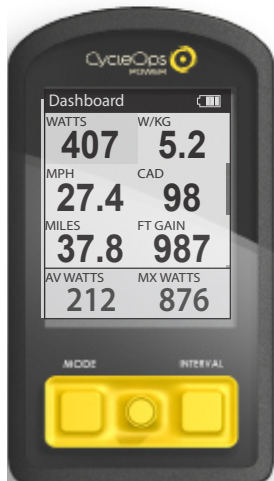 CycleOps
POWER
Dashboard
WATTS W/KG
407 5.2
MPH CAD
27.4 98
MILES FT GAIN
37.8 987
AV WATTS MX WATTS
212 876
MODE INTERVAL